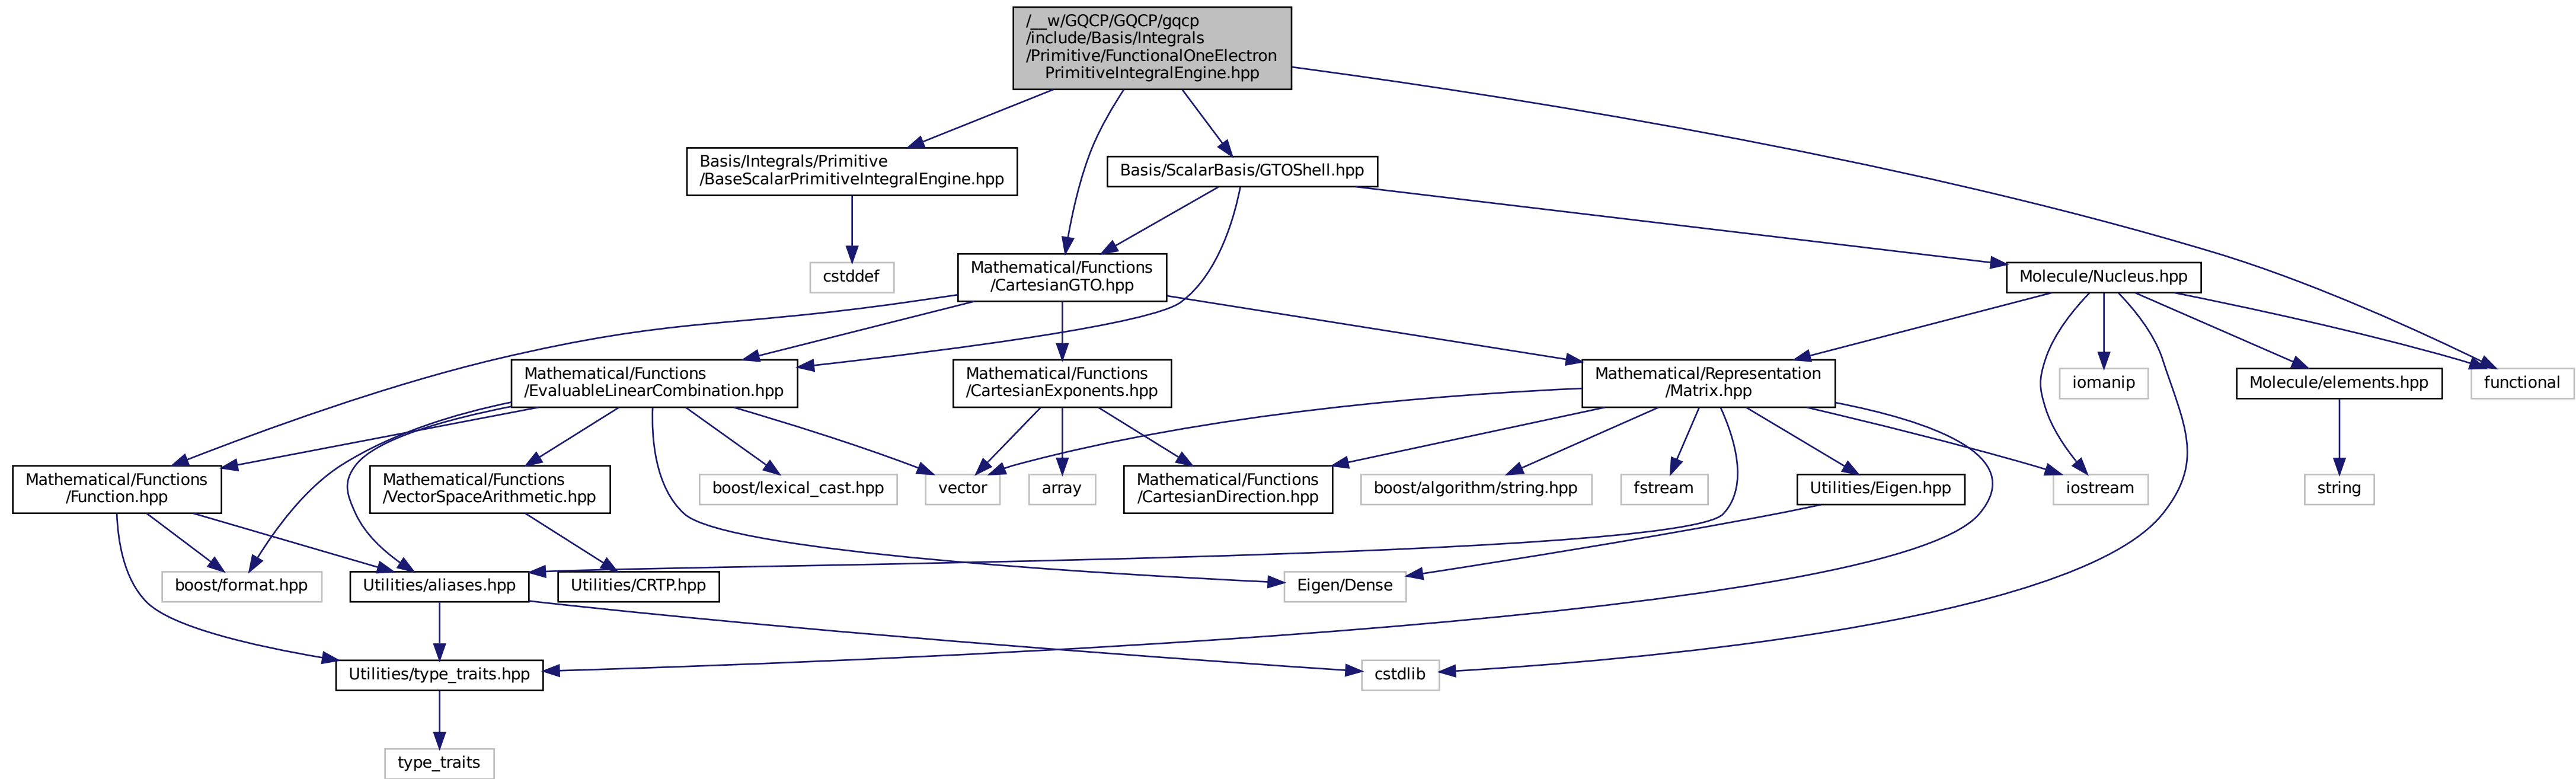 /__w/GQCP/GQCP/gqcp
/include/Basis/Integrals
/Primitive/FunctionalOneElectron
PrimitiveIntegralEngine.hpp
Basis/Integrals/Primitive
/BaseScalarPrimitiveIntegralEngine.hpp
Basis/ScalarBasis/GTOShell.hpp
cstddef
Mathematical/Functions
/CartesianGTO.hpp
Molecule/Nucleus.hpp
Mathematical/Functions
/EvaluableLinearCombination.hpp
Mathematical/Functions
/CartesianExponents.hpp
Mathematical/Representation
/Matrix.hpp
iomanip
Molecule/elements.hpp
functional
Mathematical/Functions
/Function.hpp
Mathematical/Functions
/VectorSpaceArithmetic.hpp
boost/lexical_cast.hpp
vector
array
Mathematical/Functions
/CartesianDirection.hpp
boost/algorithm/string.hpp
fstream
Utilities/Eigen.hpp
iostream
string
boost/format.hpp
Utilities/aliases.hpp
Utilities/CRTP.hpp
Eigen/Dense
Utilities/type_traits.hpp
cstdlib
type_traits